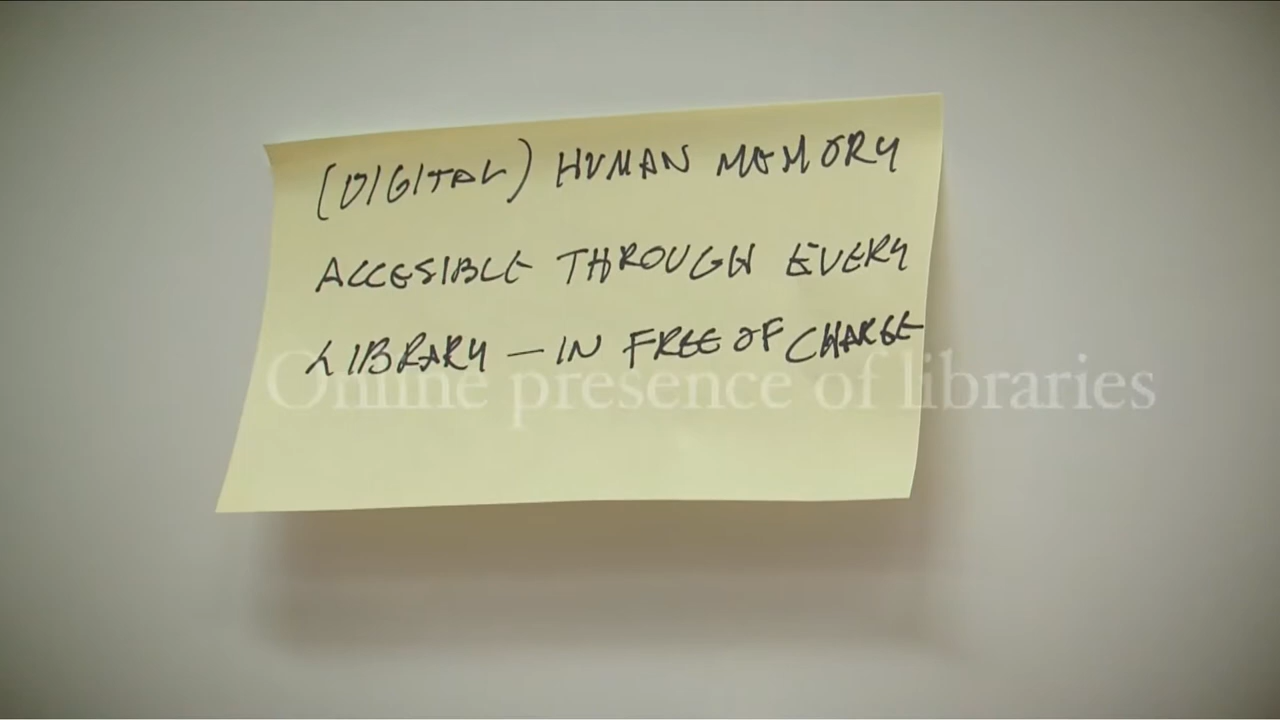 (DIGITAL) HUMAN MEMORY
ACCESIBLE THROUGH EVERY
LIBRARY – IN FREE OF CHARGE
Online presence of libraries